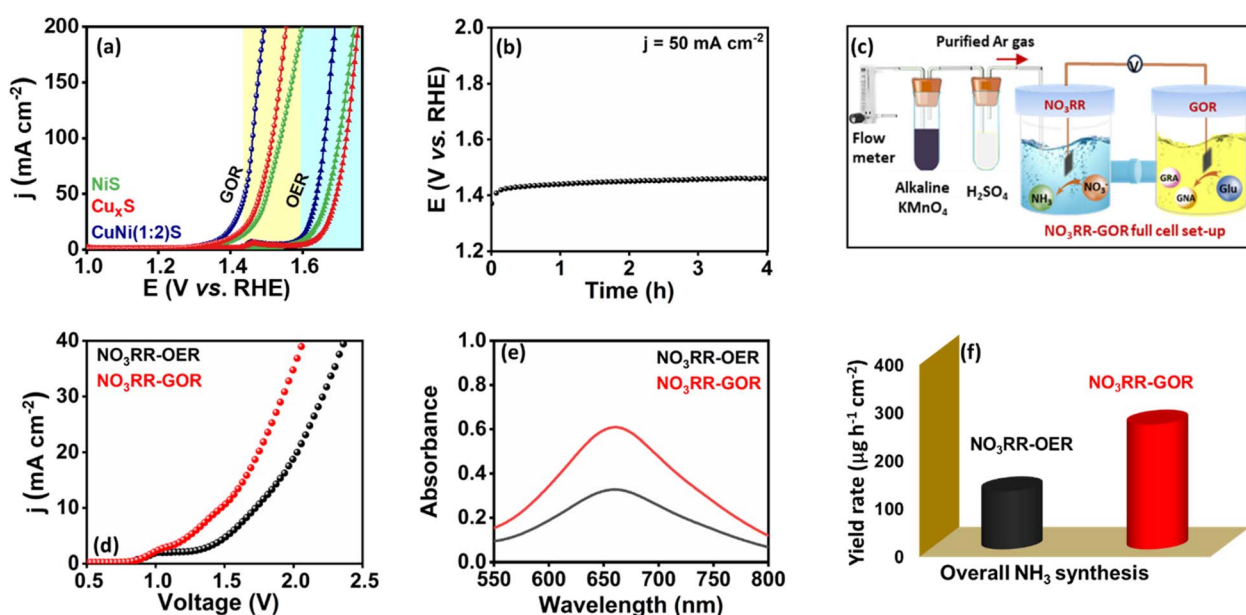 (a)
200
150
100
50
0
j (mA cm⁻²)
GOR
OER
NiS
CuₓS
CuNi(1:2)S
1.0
1.2
1.4
1.6
E (V vs. RHE)
(b)
j = 50 mA cm⁻²
2.0
1.8
1.6
1.4
1.2
E (V vs. RHE)
0
1
2
3
4
Time (h)
(c)
Purified Ar gas
V
NO₃RR
GOR
Flow
meter
Alkaline
KMnO₄
H₂SO₄
NH₃
NO₃⁻
GRA
GNA
Glu
NO₃RR-GOR full cell set-up
40
30
20
10
0
j (mA cm⁻²)
NO₃RR-OER
NO₃RR-GOR
(d)
0.5
1.0
1.5
2.0
2.5
Voltage (V)
(e)
NO₃RR-OER
NO₃RR-GOR
1.0
0.8
0.6
0.4
0.2
0.0
Absorbance
550
600
650
700
750
800
Wavelength (nm)
(f)
400
300
200
100
0
Yield rate (µg h⁻¹ cm⁻²)
NO₃RR-OER
NO₃RR-GOR
Overall NH₃ synthesis